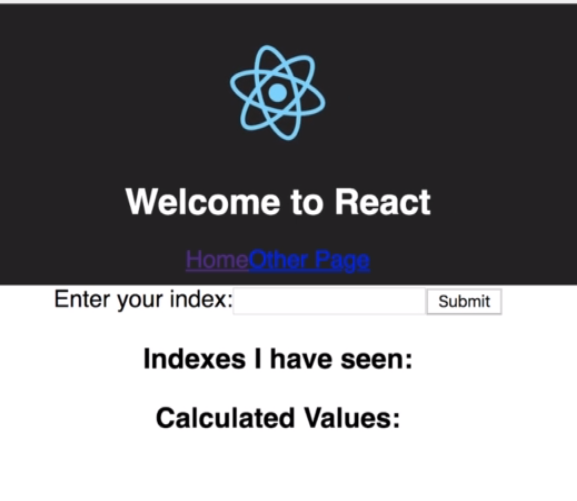 Welcome to React
HomeOther Page
Enter your index: Submit
Indexes I have seen:
Calculated Values: